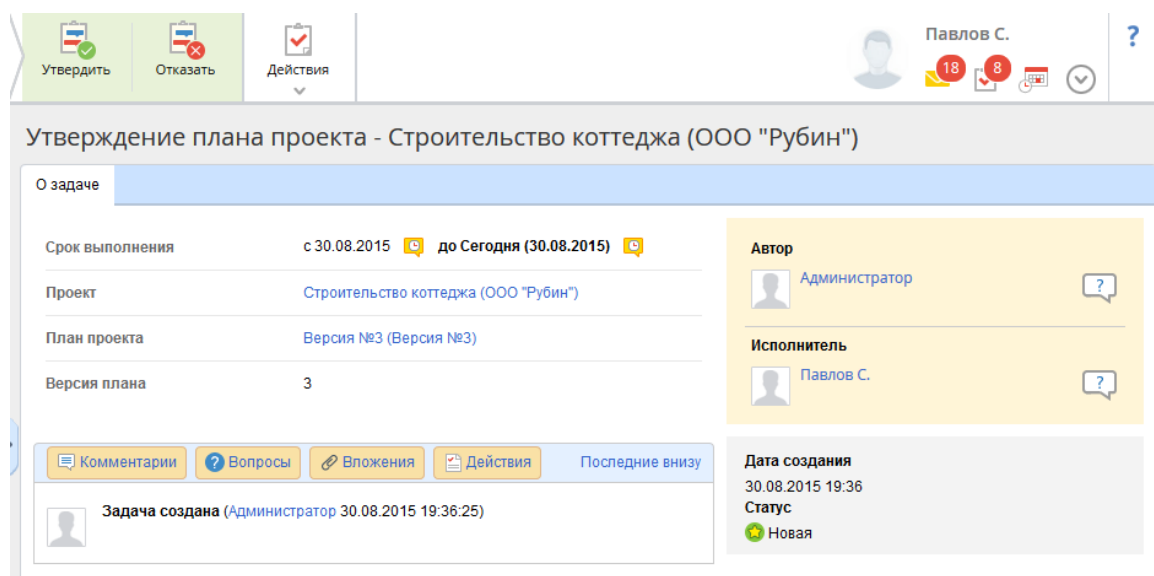 Утвердить
Отказать
Действия
Павлов С.
18
8
?
Утверждение плана проекта - Строительство коттеджа (ООО "Рубин")
О задаче
Срок выполнения с 30.08.2015 до Сегодня (30.08.2015)
Проект Строительство коттеджа (ООО "Рубин")
План проекта Версия №3 (Версия №3)
Версия плана 3
Автор
Администратор
?
Исполнитель
Павлов С.
?
Комментарии ? Вопросы Вложения Действия Последние внизу
Задача создана (Администратор 30.08.2015 19:36:25)
Дата создания
30.08.2015 19:36
Статус
Новая